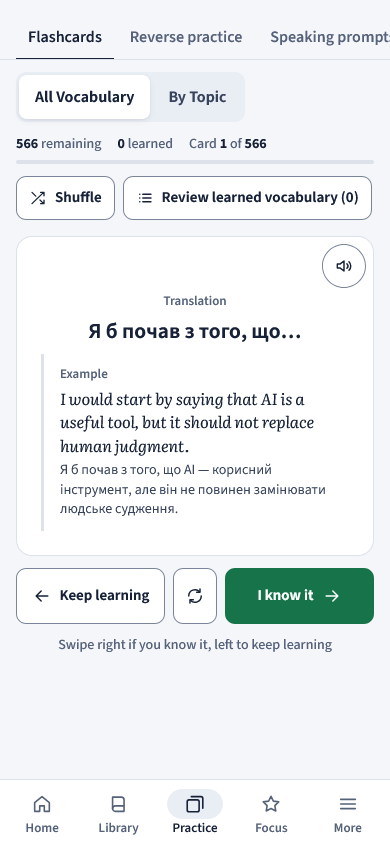 Flashcards Reverse practice Speaking prompts
All Vocabulary By Topic
566 remaining 0 learned Card 1 of 566
Shuffle Review learned vocabulary (0)
Translation
Я б почав з того, що…
Example
I would start by saying that AI is a
useful tool, but it should not replace
human judgment.
Я б почав з того, що AI — корисний
інструмент, але він не повинен замінювати
людське судження.
Keep learning I know it
Swipe right if you know it, left to keep learning
Home Library Practice Focus More